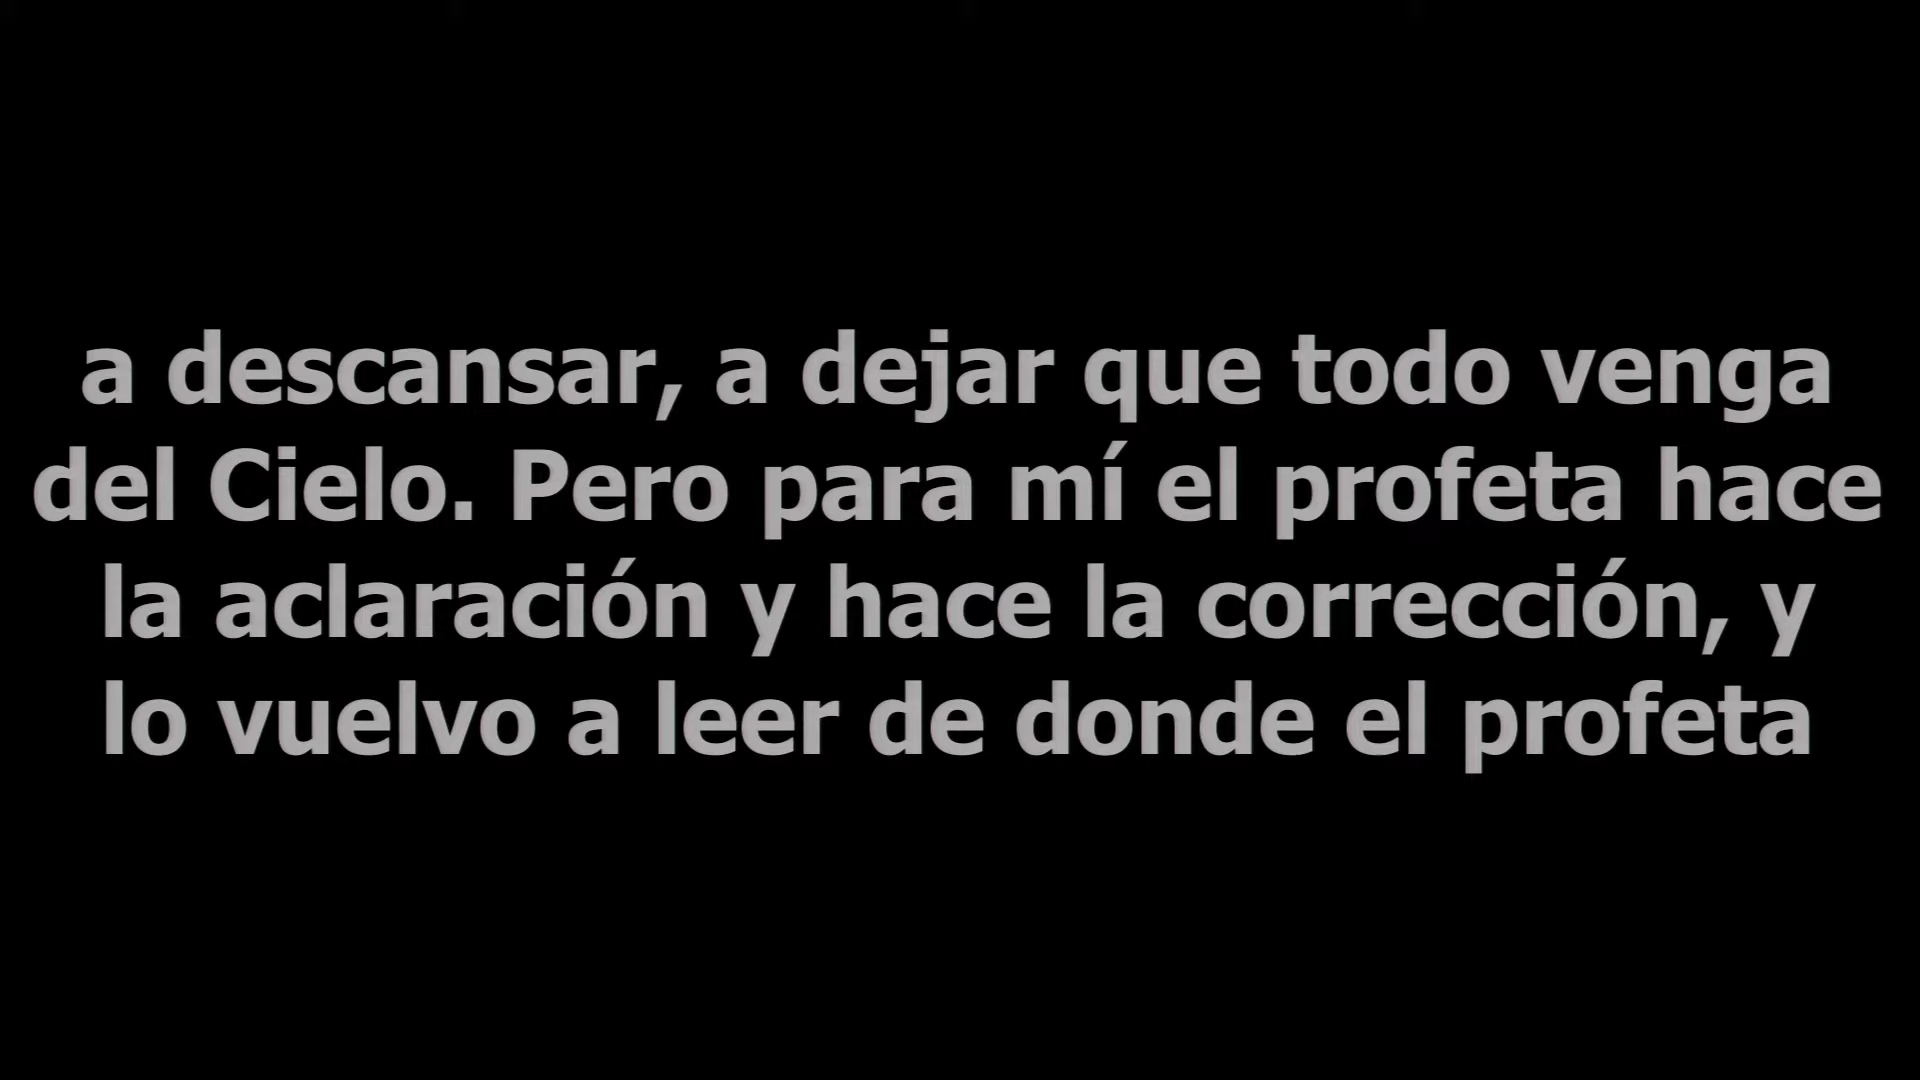 a descansar, a dejar que todo venga
del Cielo. Pero para mí el profeta hace
la aclaración y hace la corrección, y
lo vuelvo a leer de donde el profeta